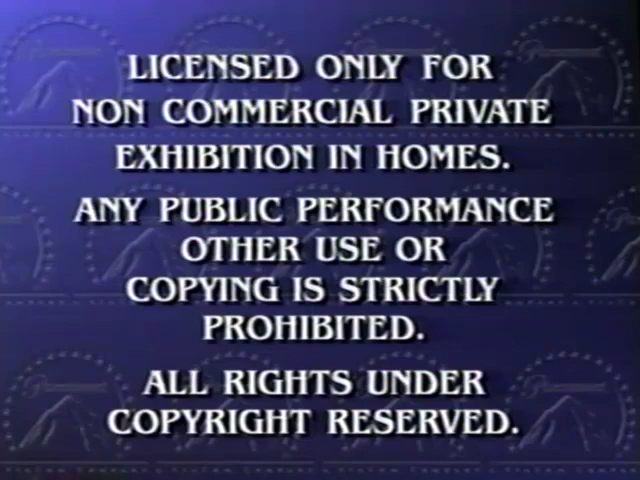 LICENSED ONLY FOR
NON COMMERCIAL PRIVATE
EXHIBITION IN HOMES.
ANY PUBLIC PERFORMANCE
OTHER USE OR
COPYING IS STRICTLY
PROHIBITED.
ALL RIGHTS UNDER
COPYRIGHT RESERVED.